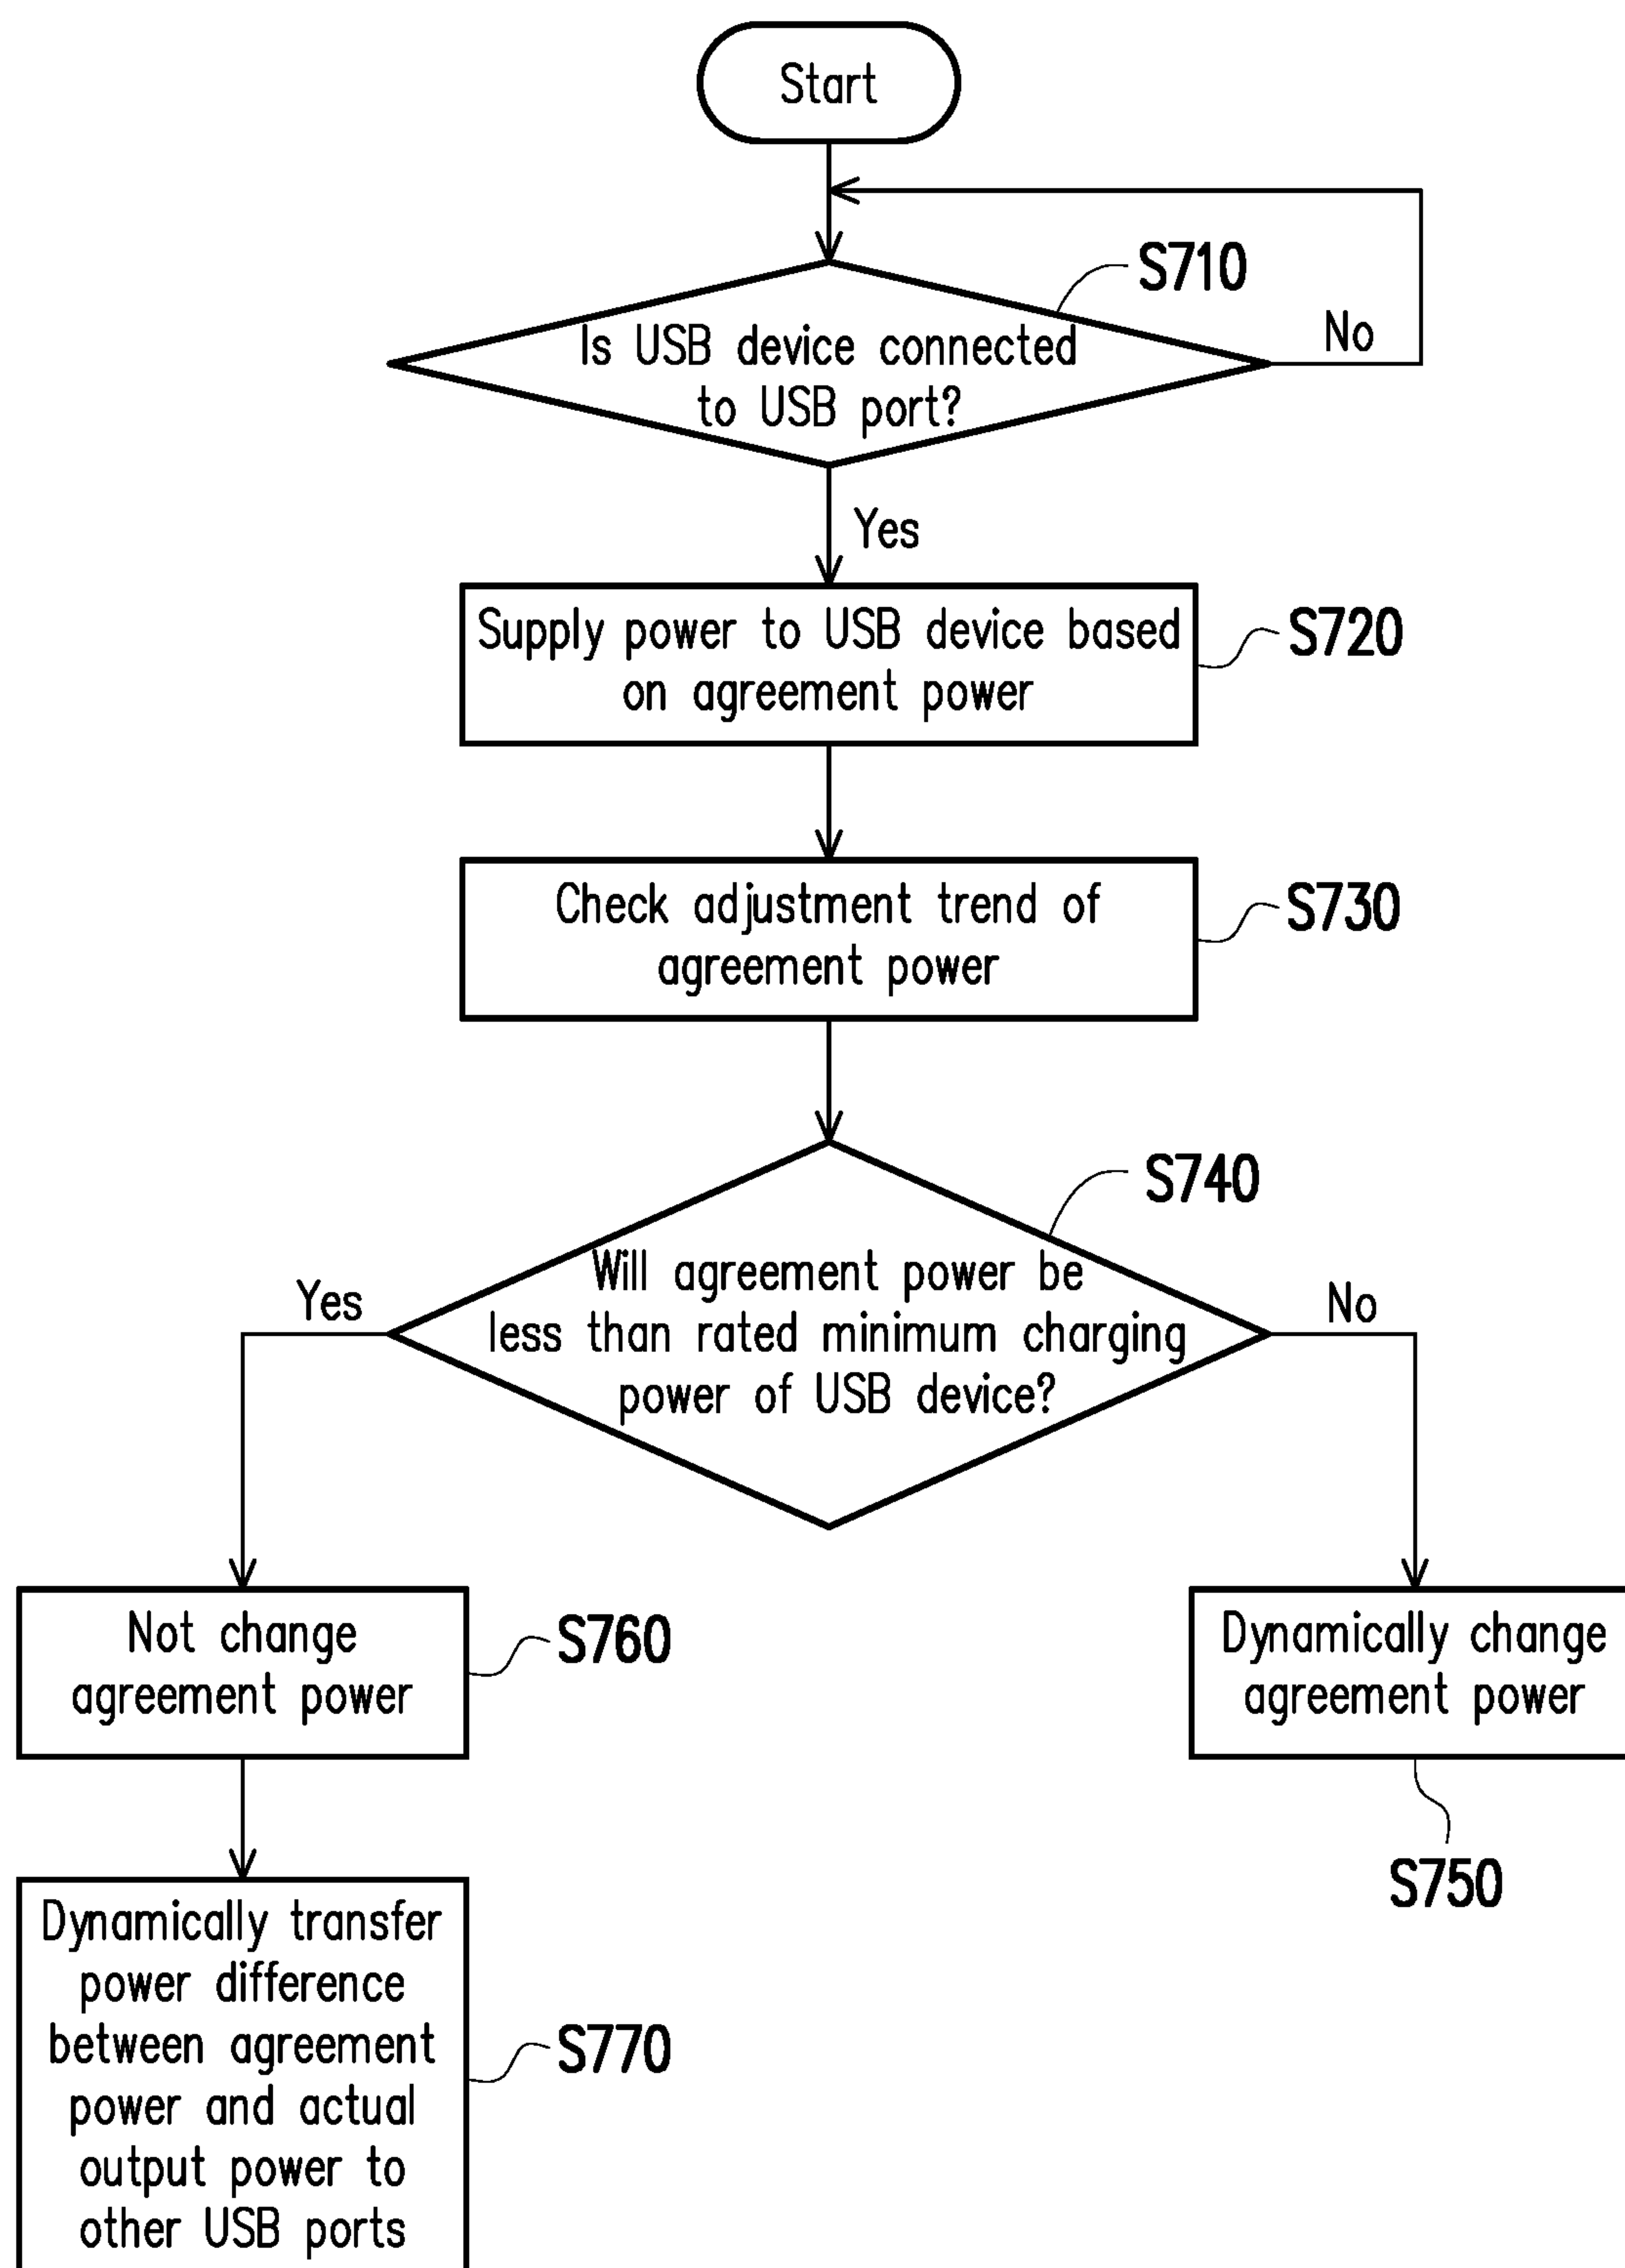 Start
S710
Is USB device connected
to USB port?
No
Yes
Supply power to USB device based
on agreement power
S720
Check adjustment trend of
agreement power
S730
S740
Will agreement power be
less than rated minimum charging
power of USB device?
Yes
No
Not change
agreement power
S760
Dynamically change
agreement power
S750
Dynamically transfer
power difference
between agreement
power and actual
output power to
other USB ports
S770